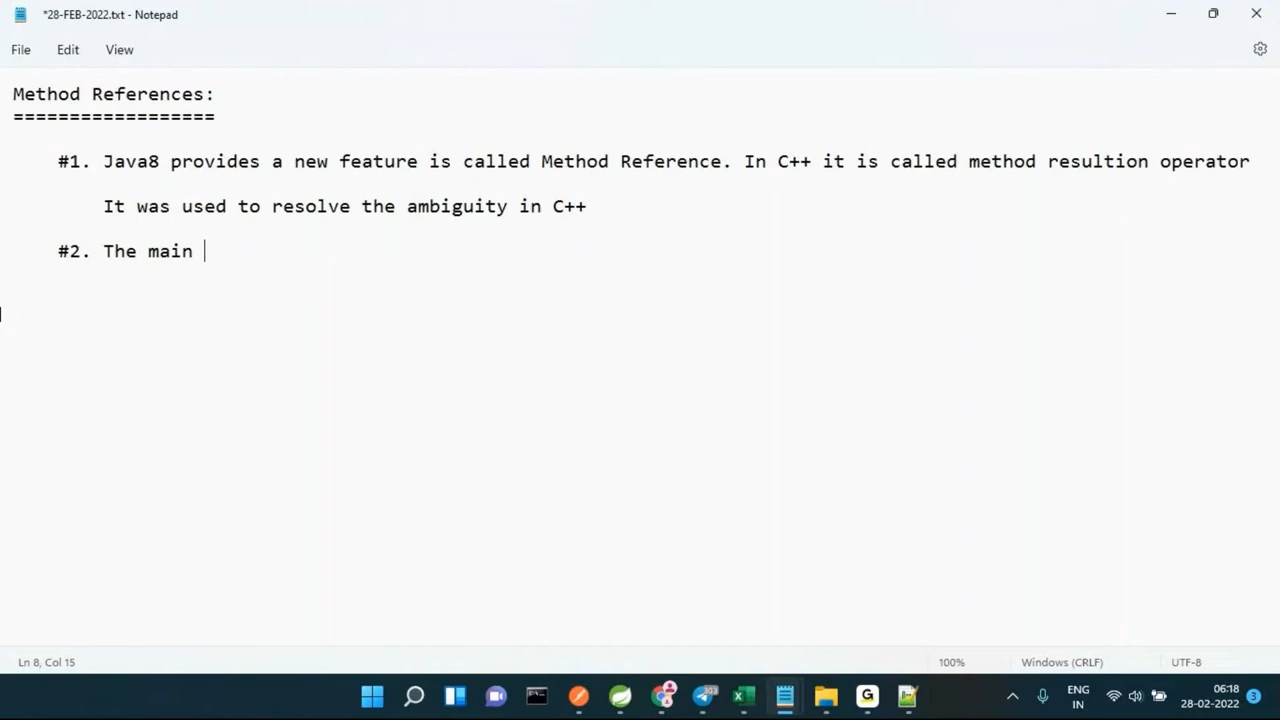 *28-FEB-2022.txt - Notepad
File Edit View
Method References:
==================
#1. Java8 provides a new feature is called Method Reference. In C++ it is called method resultion operator
It was used to resolve the ambiguity in C++
#2. The main
Ln 8, Col 15
100%
Windows (CRLF)
UTF-8
ENG
IN
06:18
28-02-2022
3